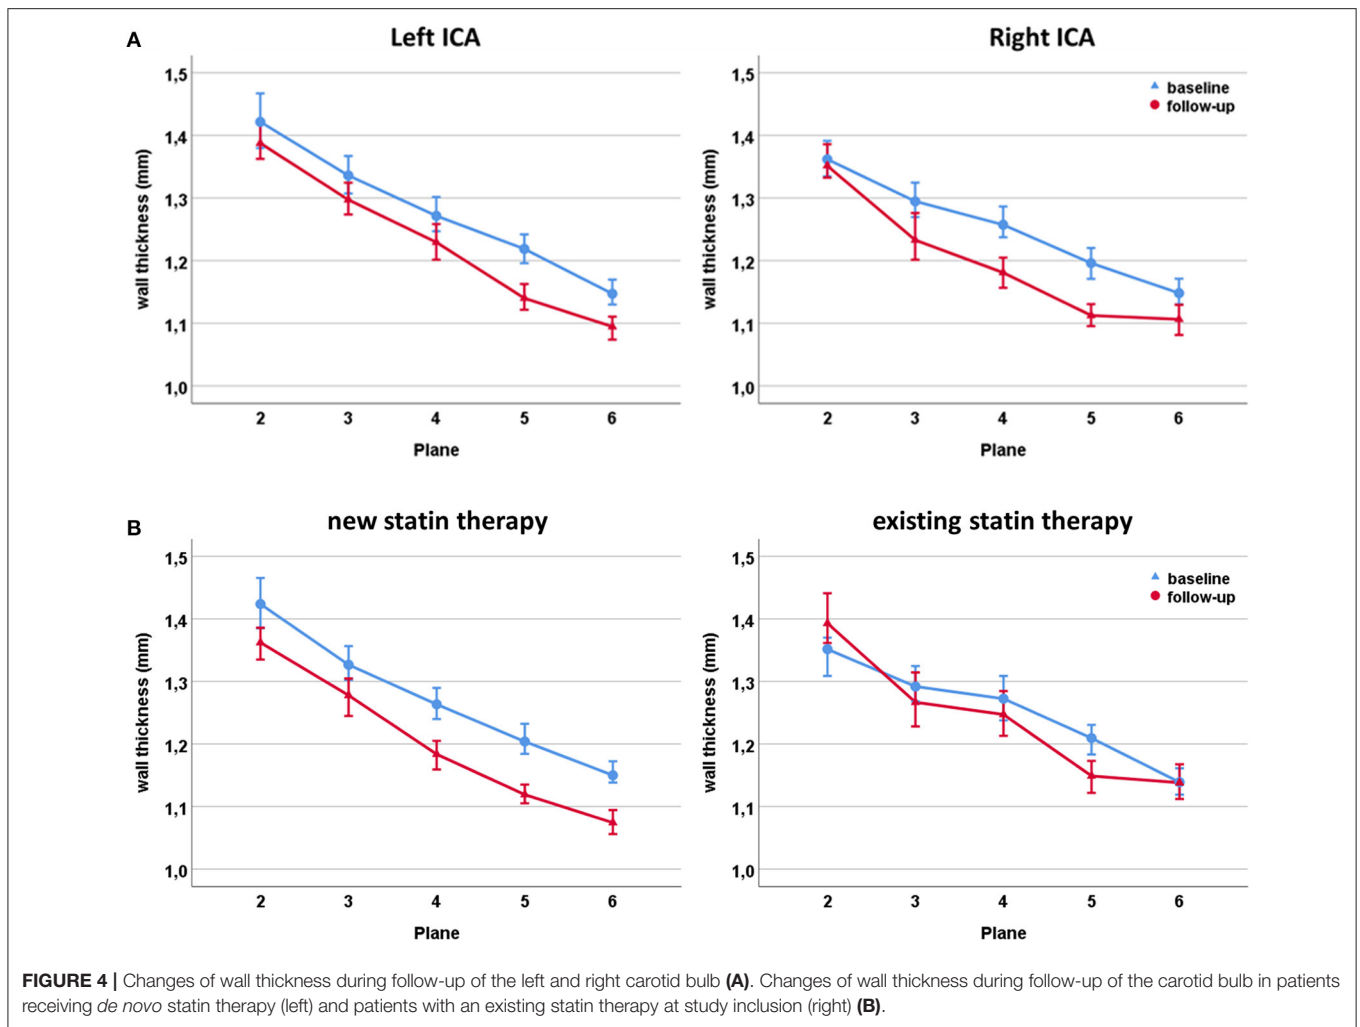 A
Left ICA
Right ICA
wall thickness (mm)
1,5
1,4
1,3
1,2
1,1
1,0
2 3 4 5 6
Plane
wall thickness (mm)
1,5
1,4
1,3
1,2
1,1
1,0
2 3 4 5 6
Plane
baseline
follow-up
B
new statin therapy
existing statin therapy
wall thickness (mm)
1,5
1,4
1,3
1,2
1,1
1,0
2 3 4 5 6
Plane
wall thickness (mm)
1,5
1,4
1,3
1,2
1,1
1,0
2 3 4 5 6
Plane
baseline
follow-up
FIGURE 4 | Changes of wall thickness during follow-up of the left and right carotid bulb (A). Changes of wall thickness during follow-up of the carotid bulb in patients
receiving de novo statin therapy (left) and patients with an existing statin therapy at study inclusion (right) (B).